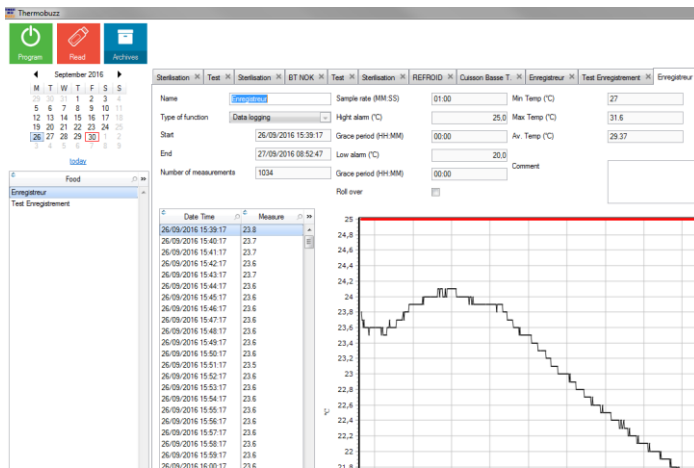 Thermobuzz
Program Read Archives
September 2016
M T W T F S S
29 30 31 1 2 3 4
5 6 7 8 9 10 11
12 13 14 15 16 17 18
19 20 21 22 23 24 25
26 27 28 29 30 1 2
3 4 5 6 7 8 9
today
Food
Enregistreur
Test Enregistrement
Sterilisation Test Sterilisation BT NOK Test Sterilisation REFROID Cuisson Basse T. Enregistreur Test Enregistrement Enregistreur
Name Enregistreur Sample rate (MM:SS) 01:00 Min Temp (°C) 27
Type of function Data logging Hight alarm (°C) 25,0 Max Temp (°C) 31.6
Start 26/09/2016 15:39:17 Grace period (HH:MM) 00:00 Av. Temp (°C) 29.37
End 27/09/2016 08:52:47 Low alarm (°C) 20,0
Comment
Number of measurements 1034 Grace period (HH:MM) 00:00
Roll over
Date Time Measure
26/09/2016 15:39:17 23.8
26/09/2016 15:40:17 23.7
26/09/2016 15:41:17 23.7
26/09/2016 15:42:17 23.6
26/09/2016 15:43:17 23.7
26/09/2016 15:44:17 23.6
26/09/2016 15:45:17 23.6
26/09/2016 15:46:17 23.6
26/09/2016 15:47:17 23.6
26/09/2016 15:48:17 23.6
26/09/2016 15:49:17 23.6
26/09/2016 15:50:17 23.6
26/09/2016 15:51:17 23.5
26/09/2016 15:52:17 23.6
26/09/2016 15:53:17 23.6
26/09/2016 15:54:17 23.6
26/09/2016 15:55:17 23.6
26/09/2016 15:56:17 23.6
26/09/2016 15:57:17 23.6
26/09/2016 15:58:17 23.6
26/09/2016 15:59:17 23.6
26/09/2016 16:00:17 23.6
25
24,8
24,6
24,4
24,2
24
23,8
23,6
23,4
23,2
23
22,8
22,6
22,4
22,2
22
21,8
°C